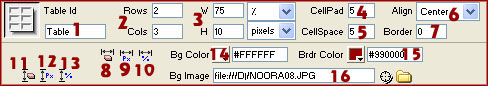 Table Id Rows 2 W 75 % CellPad 5 4 Align Center 6
Table 1 2 Cols 3 3 H 10 pixels CellSpace 5 5 Border 0 7
11 12 13 8 9 10 Bg Color 14 #FFFFFF Brdr Color #990000 15
Bg Image file:///D|/NOORA08.JPG 16